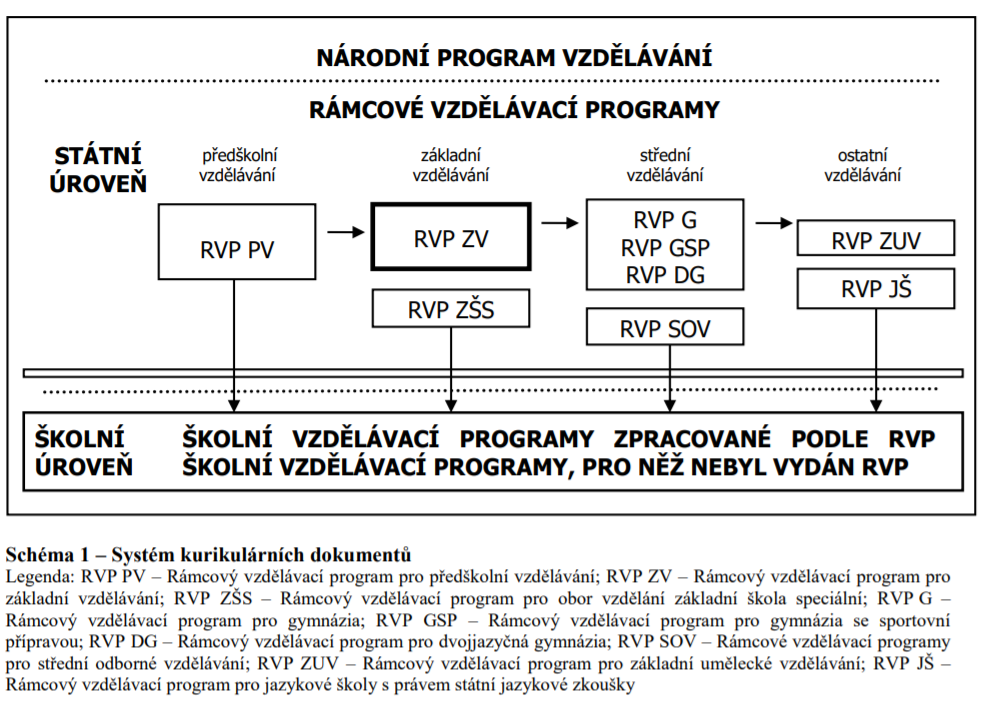 NÁRODNÍ PROGRAM VZDĚLÁVÁNÍ
RÁMCOVÉ VZDĚLÁVACÍ PROGRAMY
STÁTNÍ
ÚROVEŇ
předškolní
vzdělávání
základní
vzdělávání
střední
vzdělávání
ostatní
vzdělávání
RVP PV
RVP ZV
RVP ZŠS
RVP G
RVP GSP
RVP DG
RVP SOV
RVP ZUV
RVP JŠ
ŠKOLNÍ
ÚROVEŇ
ŠKOLNÍ VZDĚLÁVACÍ PROGRAMY ZPRACOVANÉ PODLE RVP
ŠKOLNÍ VZDĚLÁVACÍ PROGRAMY, PRO NĚŽ NEBYL VYDÁN RVP
Schéma 1 – Systém kurikulárních dokumentů
Legenda: RVP PV – Rámcový vzdělávací program pro předškolní vzdělávání; RVP ZV – Rámcový vzdělávací program pro
základní vzdělávání; RVP ZŠS – Rámcový vzdělávací program pro obor vzdělání základní škola speciální; RVP G –
Rámcový vzdělávací program pro gymnázia; RVP GSP – Rámcový vzdělávací program pro gymnázia se sportovní
přípravou; RVP DG – Rámcový vzdělávací program pro dvojjazyčná gymnázia; RVP SOV – Rámcové vzdělávací programy
pro střední odborné vzdělávání; RVP ZUV – Rámcový vzdělávací program pro základní umělecké vzdělávání; RVP JŠ –
Rámcový vzdělávací program pro jazykové školy s právem státní jazykové zkoušky